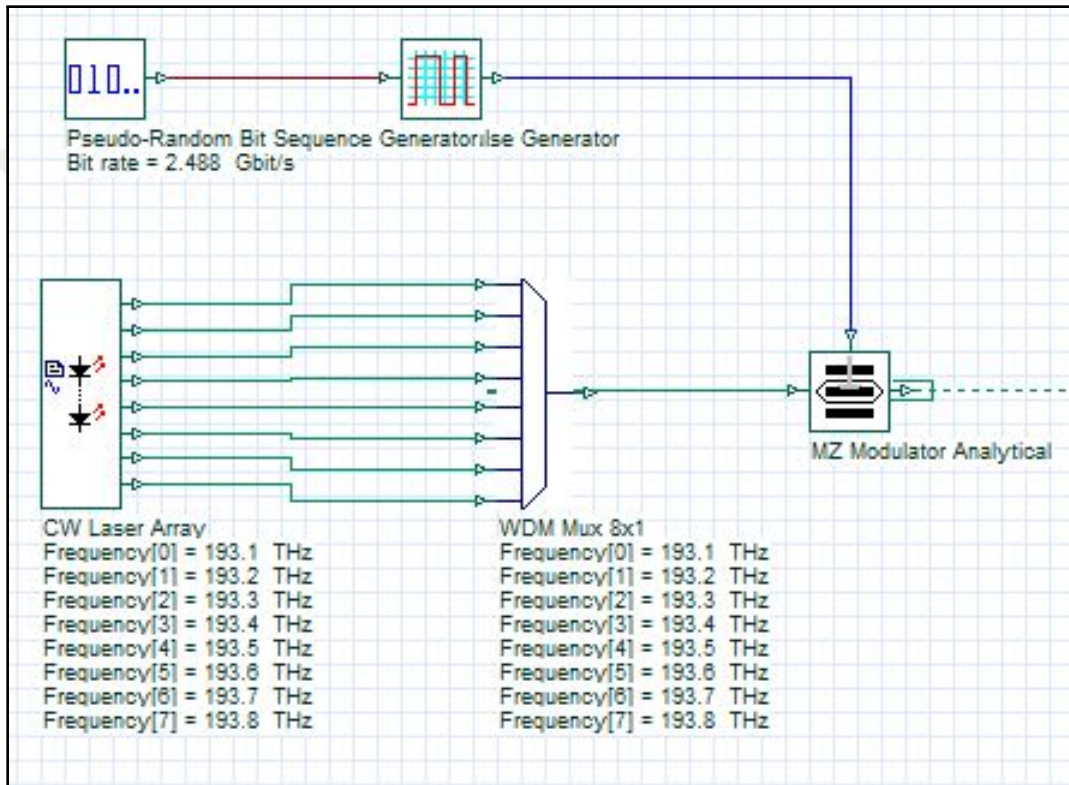 010..
Pseudo-Random Bit Sequence Generatorulse Generator
Bit rate = 2.488 Gbit/s
MZ Modulator Analytical
CW Laser Array
Frequency[0] = 193.1 THz
Frequency[1] = 193.2 THz
Frequency[2] = 193.3 THz
Frequency[3] = 193.4 THz
Frequency[4] = 193.5 THz
Frequency[5] = 193.6 THz
Frequency[6] = 193.7 THz
Frequency[7] = 193.8 THz
WDM Mux 8x1
Frequency[0] = 193.1 THz
Frequency[1] = 193.2 THz
Frequency[2] = 193.3 THz
Frequency[3] = 193.4 THz
Frequency[4] = 193.5 THz
Frequency[5] = 193.6 THz
Frequency[6] = 193.7 THz
Frequency[7] = 193.8 THz